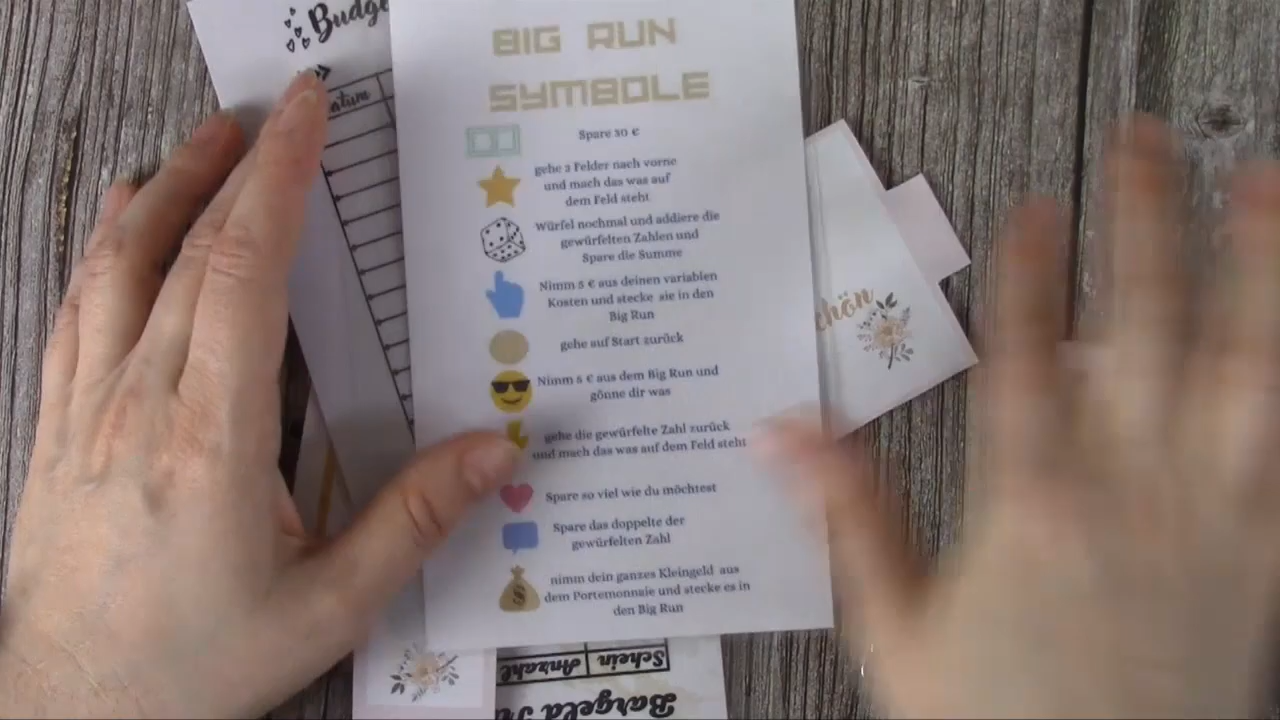 BIG RUN
SYMBOLE
Spare 30 €
gehe 2 Felder nach vorne
und mach das was auf
dem Feld steht
Würfel nochmal und addiere die
gewürfelten Zahlen und
Spare die Summe
Nimm 5 € aus deinen variablen
Kosten und stecke sie in den
Big Run
gehe auf Start zurück
Nimm 5 € aus dem Big Run und
gönne dir was
gehe die gewürfelte Zahl zurück
und mach das was auf dem Feld steht
Spare so viel wie du möchtest
Spare das doppelte der
gewürfelten Zahl
nimm dein ganzes Kleingeld aus
dem Portemonnaie und stecke es in
den Big Run
Schein Anzahl
Bargeld